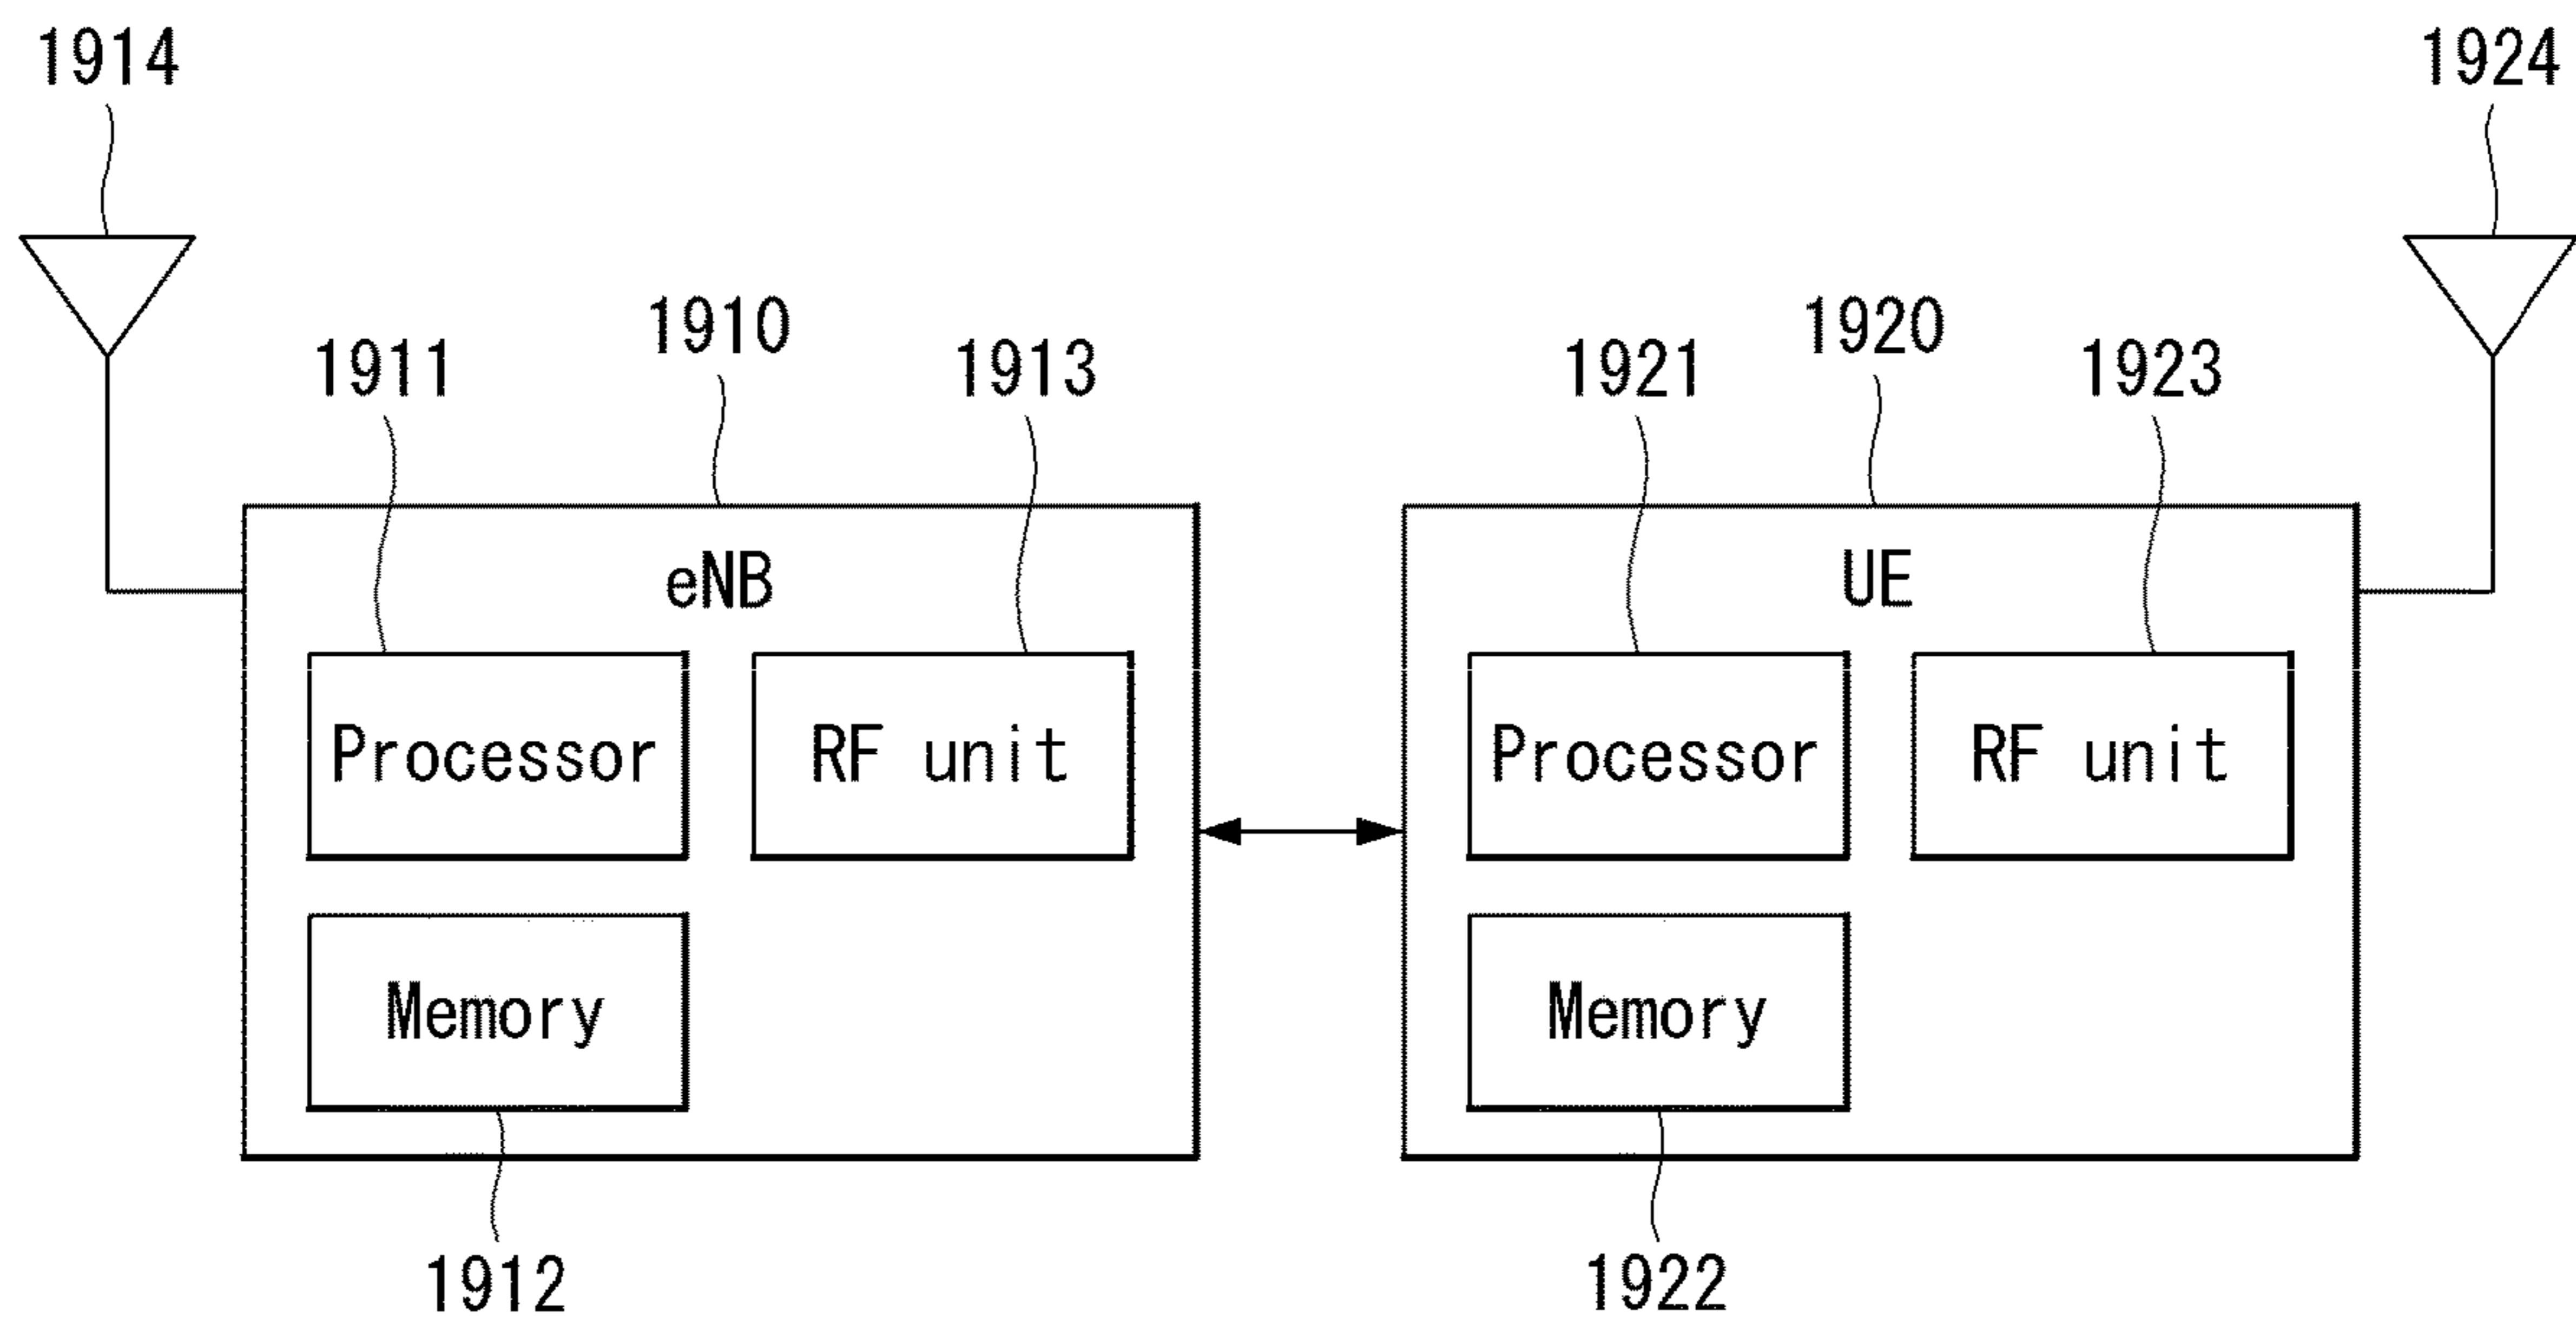 1914
1924
1910
1920
1911
1913
1921
1923
eNB
UE
Processor
RF unit
Processor
RF unit
Memory
Memory
1912
1922